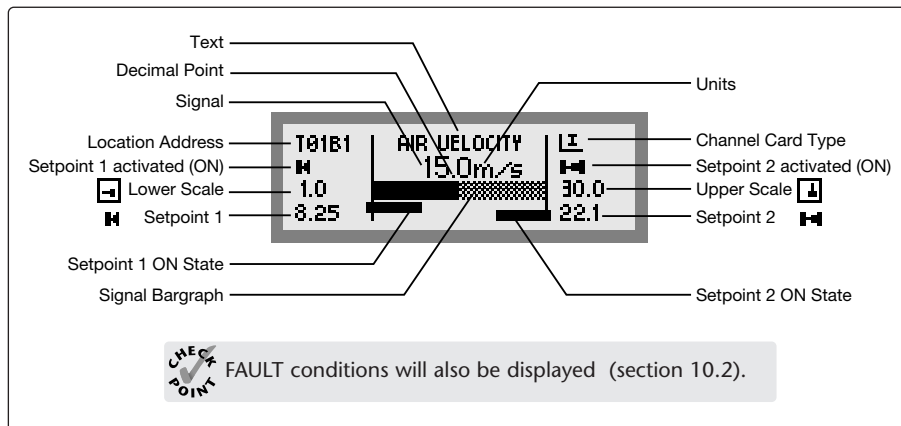 Text
Decimal Point
Signal
Units
Location Address
Setpoint 1 activated (ON)
Lower Scale
Setpoint 1
T01B1
AIR VELOCITY
15.0m/s
1.0
30.0
8.25
22.1
Channel Card Type
Setpoint 2 activated (ON)
Upper Scale
Setpoint 2
Setpoint 1 ON State
Signal Bargraph
Setpoint 2 ON State
CHECK POINT
FAULT conditions will also be displayed (section 10.2).